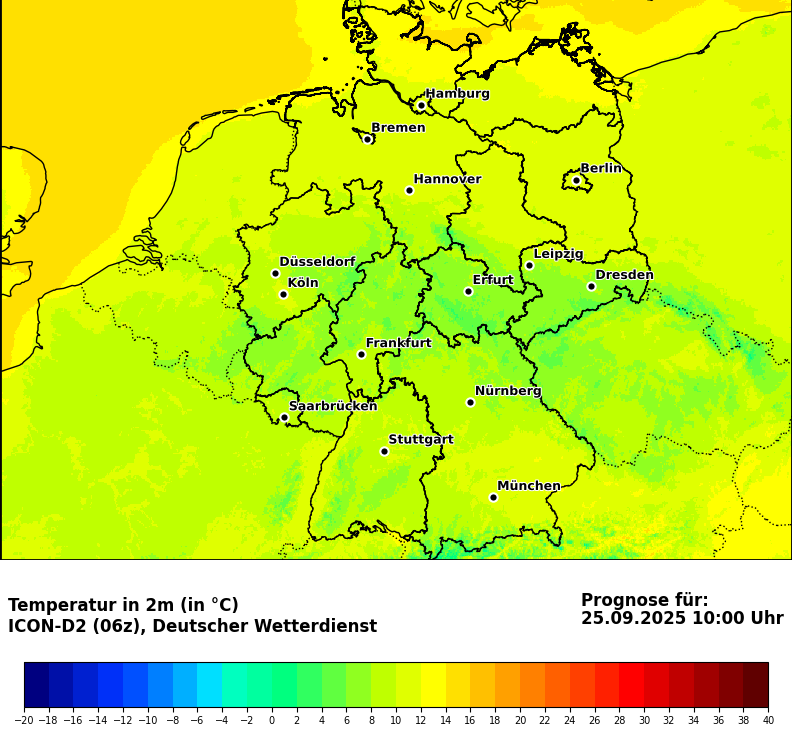 Hamburg
Bremen
Berlin
Hannover
Leipzig
Düsseldorf
Dresden
Köln
Erfurt
Frankfurt
Nürnberg
Saarbrücken
Stuttgart
München
Temperatur in 2m (in °C)
ICON-D2 (06z), Deutscher Wetterdienst
Prognose für:
25.09.2025 10:00 Uhr
−20 −18 −16 −14 −12 −10 −8 −6 −4 −2 0 2 4 6 8 10 12 14 16 18 20 22 24 26 28 30 32 34 36 38 40